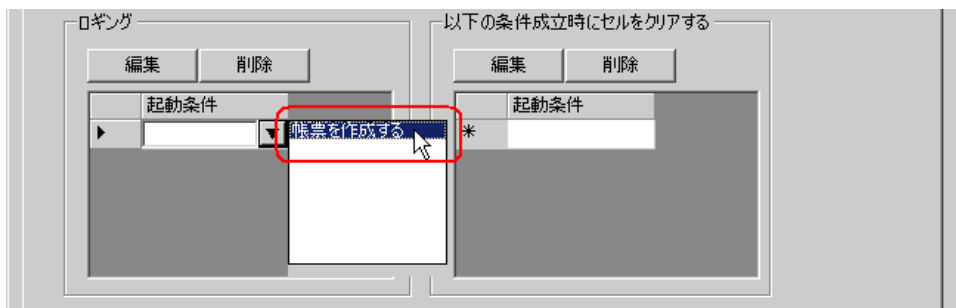 ロギング
編集 削除
起動条件
帳票を作成する
以下の条件成立時にセルをクリアする
編集 削除
起動条件
*